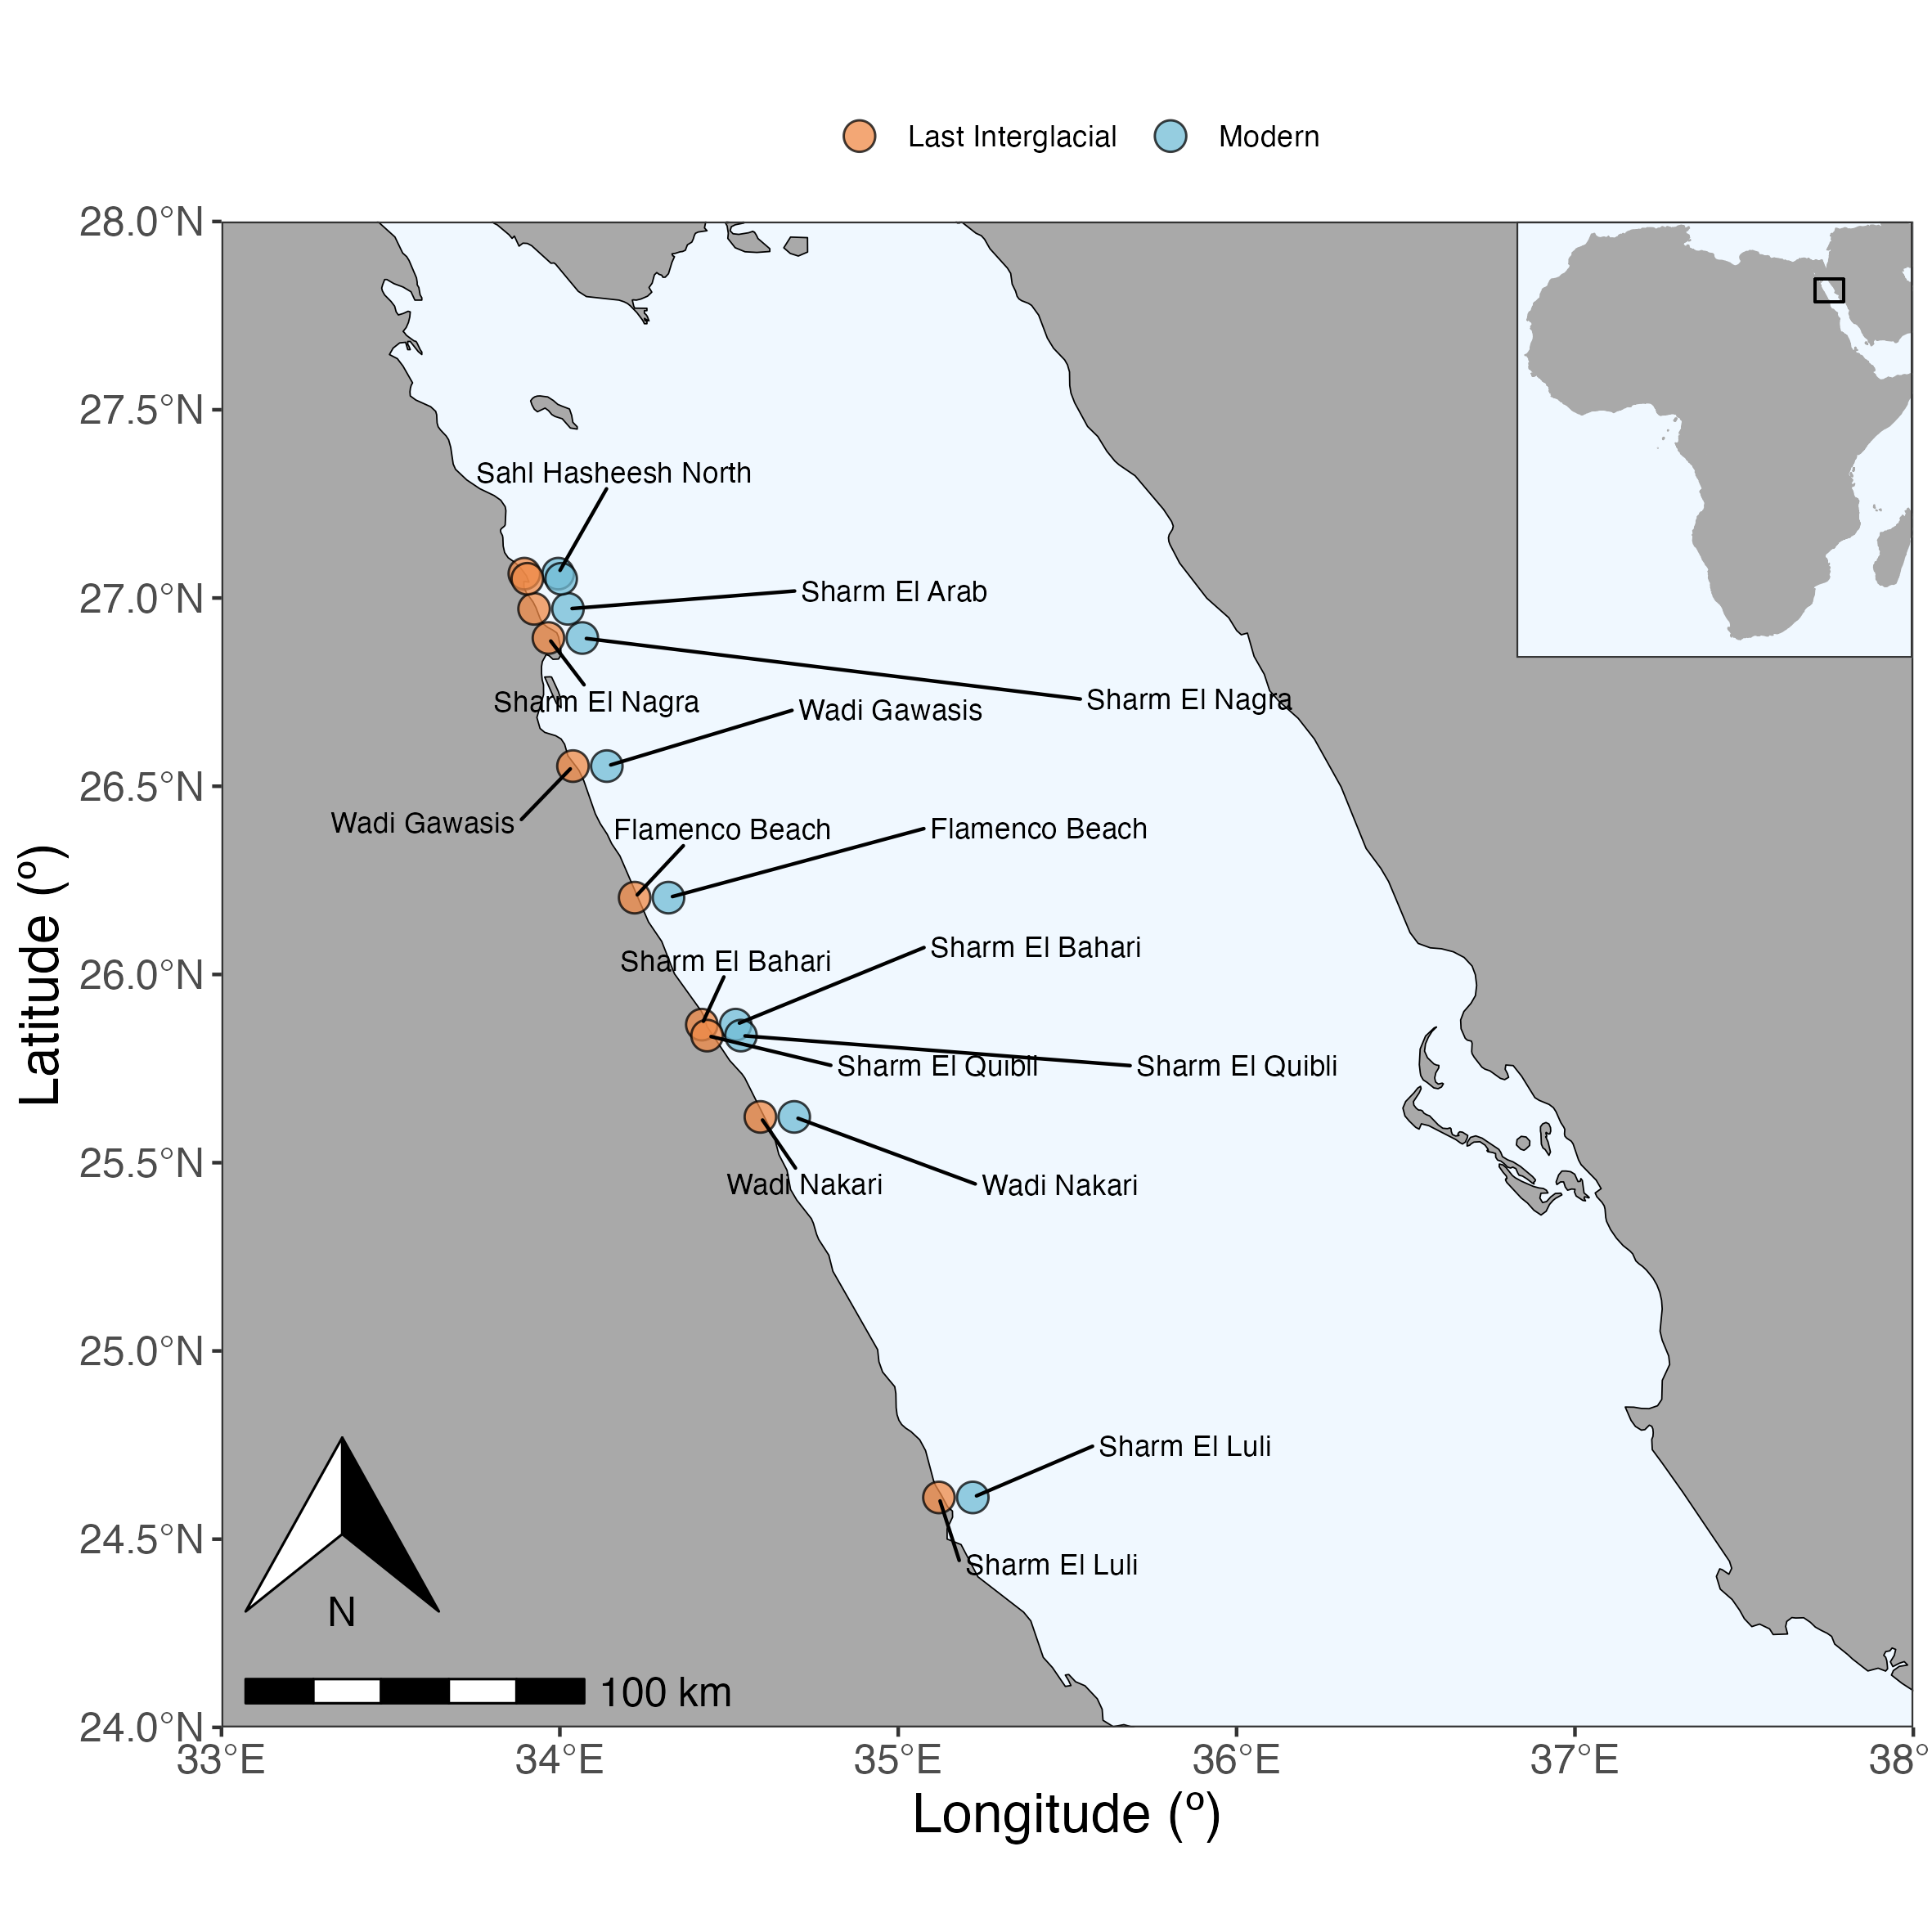 Last Interglacial
Modern
28.0°N
27.5°N
Sahl Hasheesh North
27.0°N
Sharm El Arab
Sharm El Nagra
Sharm El Nagra
Wadi Gawasis
26.5°N
Wadi Gawasis
Flamenco Beach
Flamenco Beach
Sharm El Bahari
Sharm El Bahari
26.0°N
Latitude (º)
Sharm El Quibli
Sharm El Quibli
25.5°N
Wadi Nakari
Wadi Nakari
25.0°N
Sharm El Luli
24.5°N
Sharm El Luli
N
100 km
24.0°N
33°E
34°E
35°E
36°E
37°E
38°
Longitude (º)